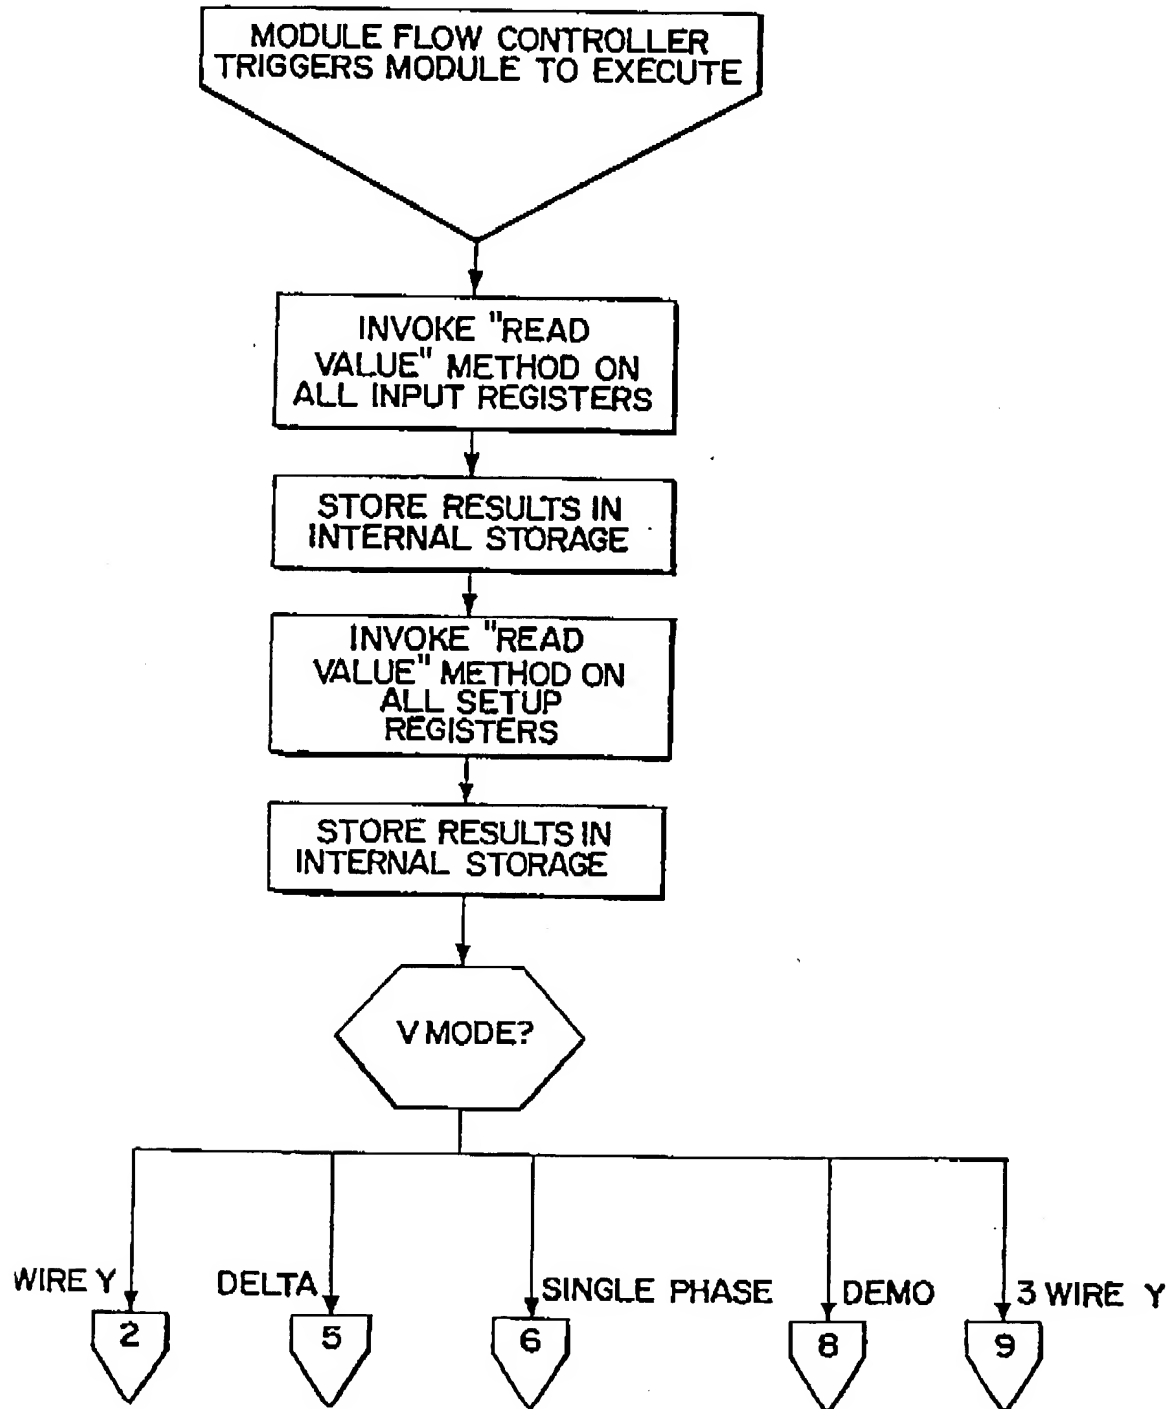 MODULE FLOW CONTROLLER
TRIGGERS MODULE TO EXECUTE
INVOKE "READ
VALUE" METHOD ON
ALL INPUT REGISTERS
STORE RESULTS IN
INTERNAL STORAGE
INVOKE "READ
VALUE" METHOD ON
ALL SETUP
REGISTERS
STORE RESULTS IN
INTERNAL STORAGE
V MODE?
WIRE Y
DELTA
SINGLE PHASE
DEMO
3 WIRE Y
2
5
6
8
9